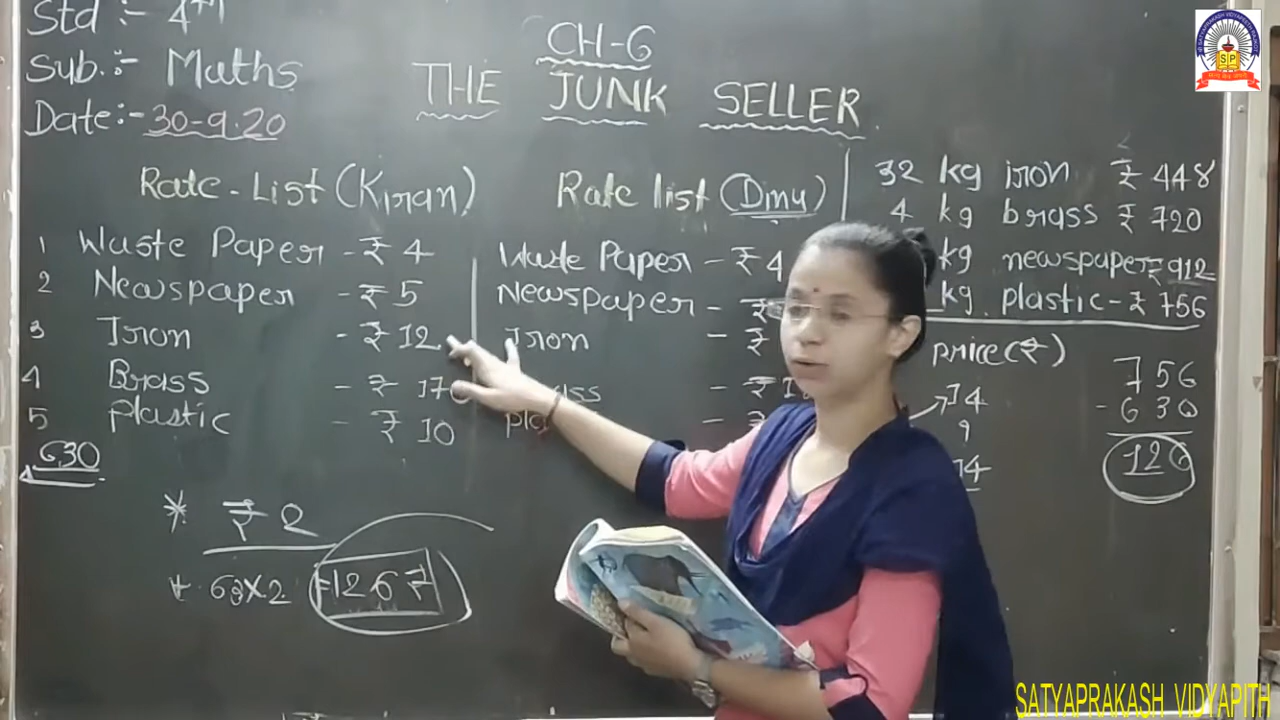 Std :- 4th
Sub. :- Maths
Date:- 30-9.20
CH-6
THE JUNK SELLER
Rate-List (Kiran)
1 Waste Paper - ₹ 4
2 Newspaper - ₹ 5
3 Iron - ₹ 12
4 Brass - ₹ 170
5 Plastic - ₹ 10
630
* ₹ 2
* 63×2 = 126 ₹
Rate list (Dinu)
Waste Paper - ₹ 4
Newspaper - ₹
Iron - ₹
- ₹
- ₹
32 kg iron ₹ 448
4 kg brass ₹ 720
kg newspaper ₹ 912
kg plastic - ₹ 756
price (₹)
14
9
14
756
- 630
126
SP
SATYAPRAKASH VIDYAPITH